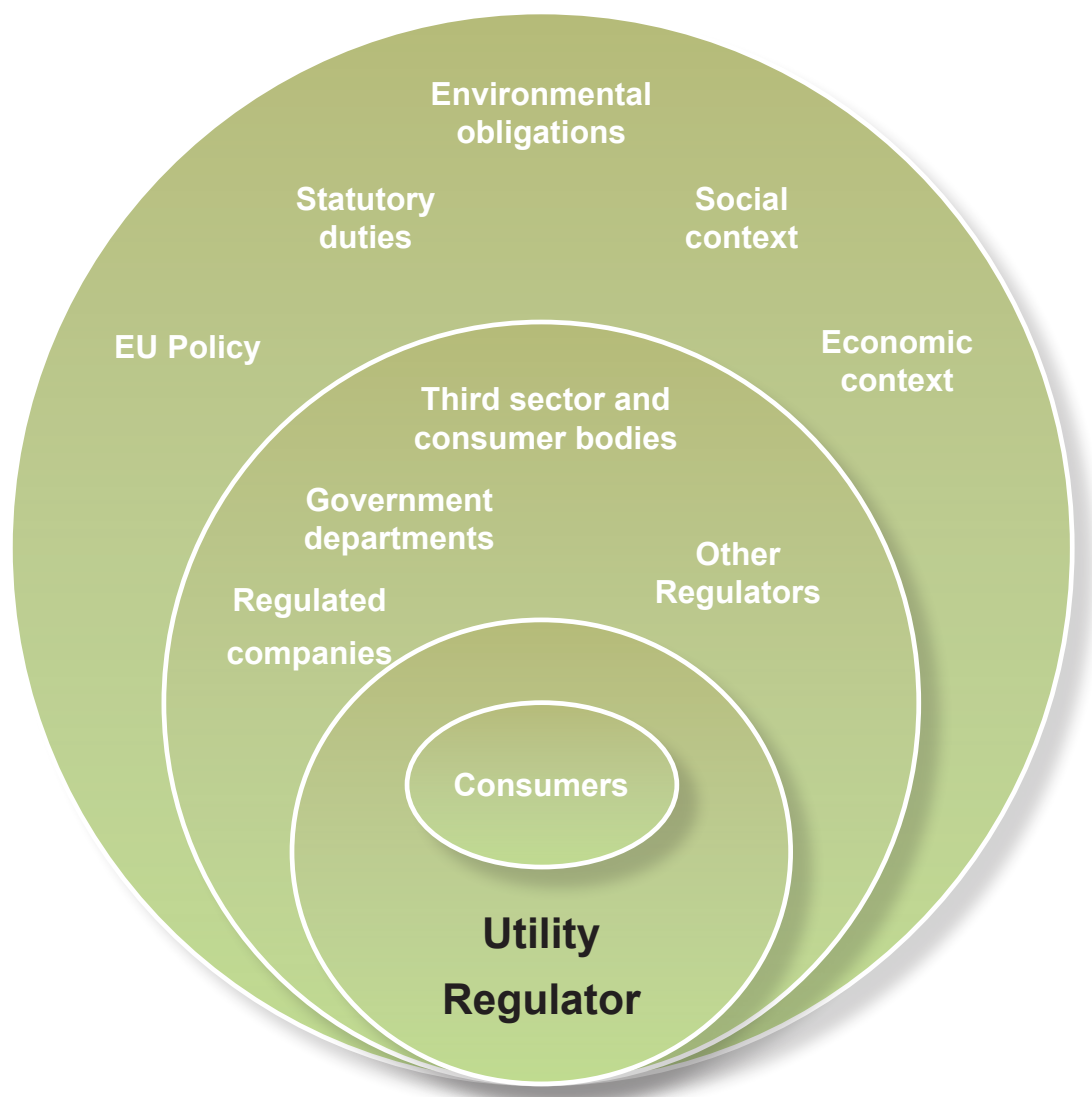 Environmental
obligations
Statutory
duties
Social
context
EU Policy
Economic
context
Third sector and
consumer bodies
Government
departments
Other
Regulators
Regulated
companies
Consumers
Utility
Regulator